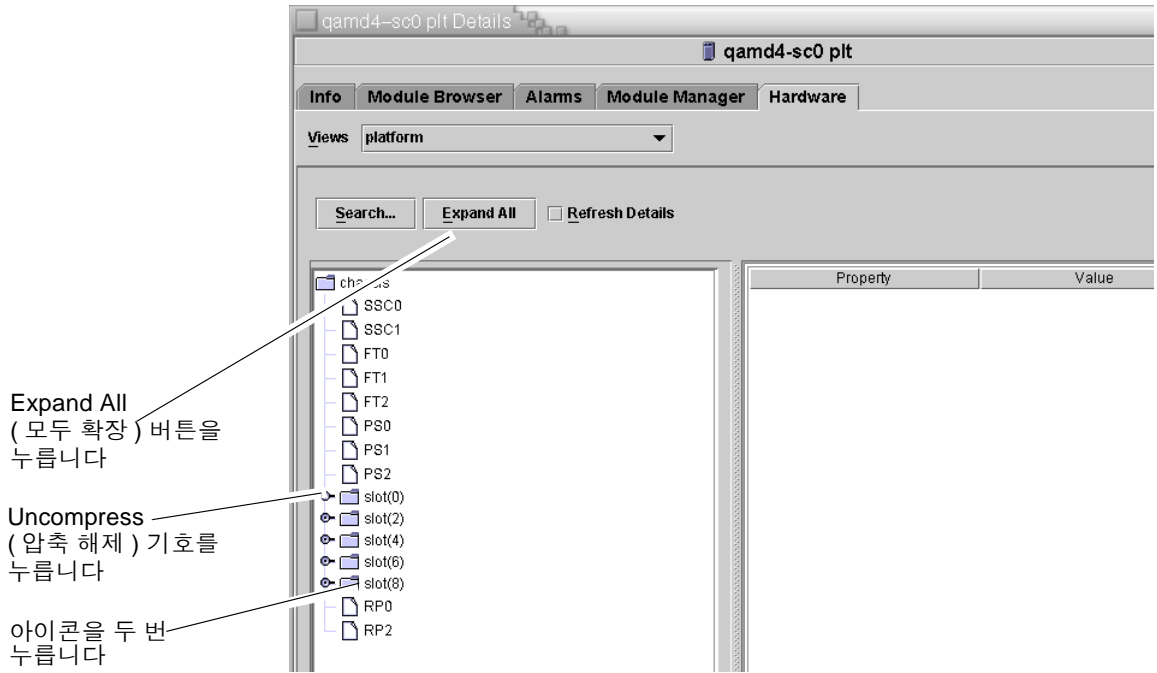 qamd4–sc0 plt Details
qamd4-sc0 plt
Info Module Browser Alarms Module Manager Hardware
Views platform
Search... Expand All Refresh Details
Property Value
chassis
SSC0
SSC1
FT0
FT1
FT2
PS0
PS1
PS2
slot(0)
slot(2)
slot(4)
slot(6)
slot(8)
RP0
RP2
Expand All
( 모두 확장 ) 버튼을
누릅니다
Uncompress
( 압축 해제 ) 기호를
누릅니다
아이콘을 두 번
누릅니다